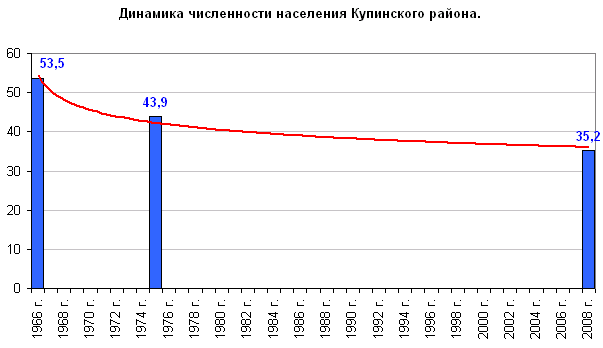 Динамика численности населения Купинского района.
60
50
40
30
20
10
0
53,5
43,9
35,2
1966 г.
1968 г.
1970 г.
1972 г.
1974 г.
1976 г.
1978 г.
1980 г.
1982 г.
1984 г.
1986 г.
1988 г.
1990 г.
1992 г.
1994 г.
1996 г.
1998 г.
2000 г.
2002 г.
2004 г.
2006 г.
2008 г.